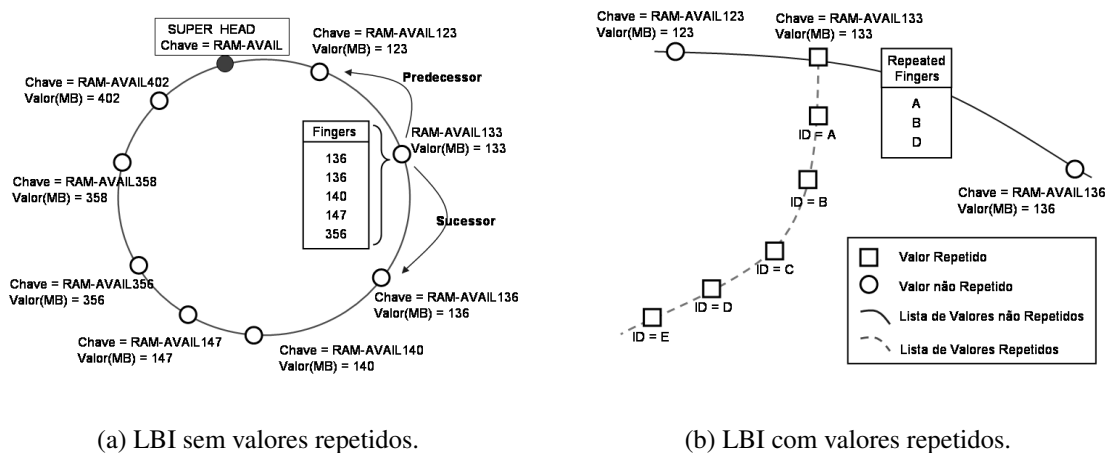 SUPER HEAD
Chave = RAM-AVAIL
Chave = RAM-AVAIL123
Valor(MB) = 123
Predecessor
Chave = RAM-AVAIL402
Valor(MB) = 402
Fingers
136
136
140
147
356
RAM-AVAIL133
Valor(MB) = 133
Chave = RAM-AVAIL358
Valor(MB) = 358
Sucessor
Chave = RAM-AVAIL356
Valor(MB) = 356
Chave = RAM-AVAIL136
Valor(MB) = 136
Chave = RAM-AVAIL147
Valor(MB) = 147
Chave = RAM-AVAIL140
Valor(MB) = 140
(a) LBI sem valores repetidos.
Chave = RAM-AVAIL123
Valor(MB) = 123
Chave = RAM-AVAIL133
Valor(MB) = 133
Repeated
Fingers
A
B
D
ID = A
ID = B
ID = C
ID = D
ID = E
Chave = RAM-AVAIL136
Valor(MB) = 136
Valor Repetido
Valor não Repetido
Lista de Valores não Repetidos
Lista de Valores Repetidos
(b) LBI com valores repetidos.